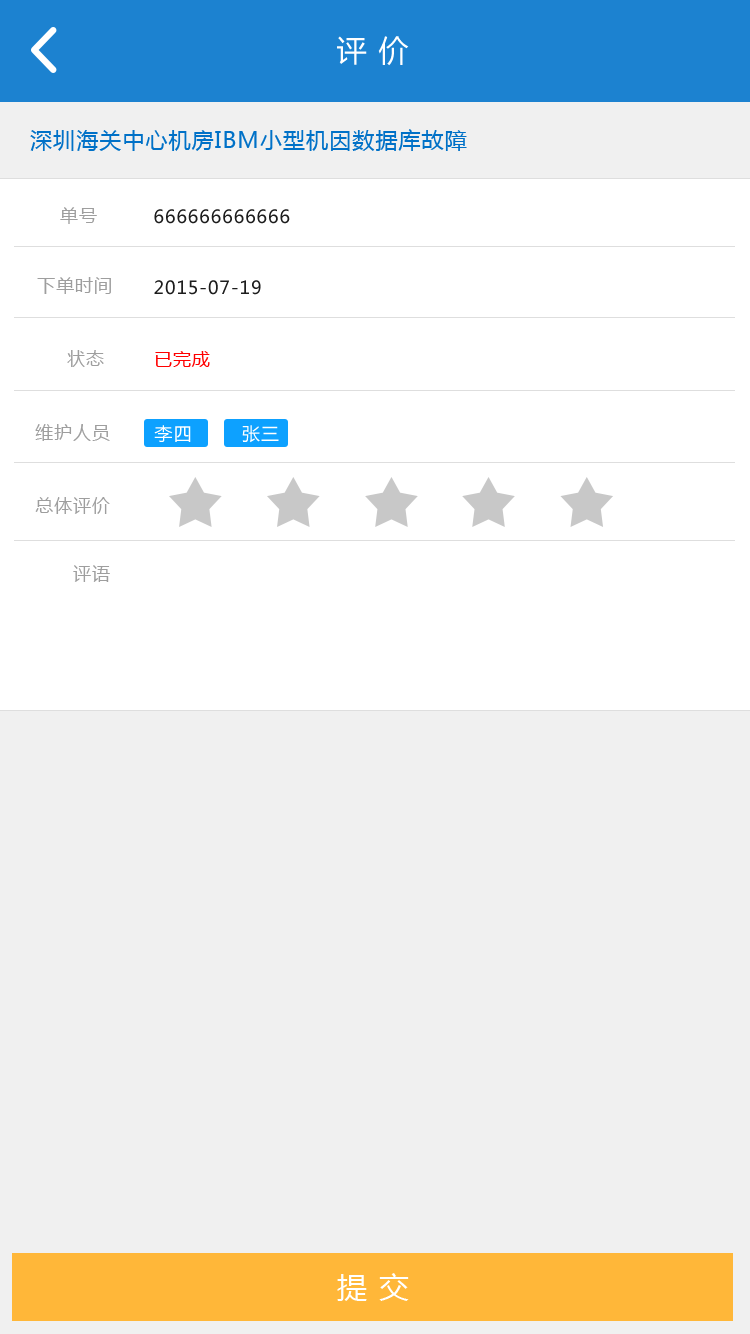 评 价
深圳海关中心机房IBM小型机因数据库故障
单号 666666666666
下单时间 2015-07-19
状态 已完成
维护人员 李四 张三
总体评价
评语
提 交